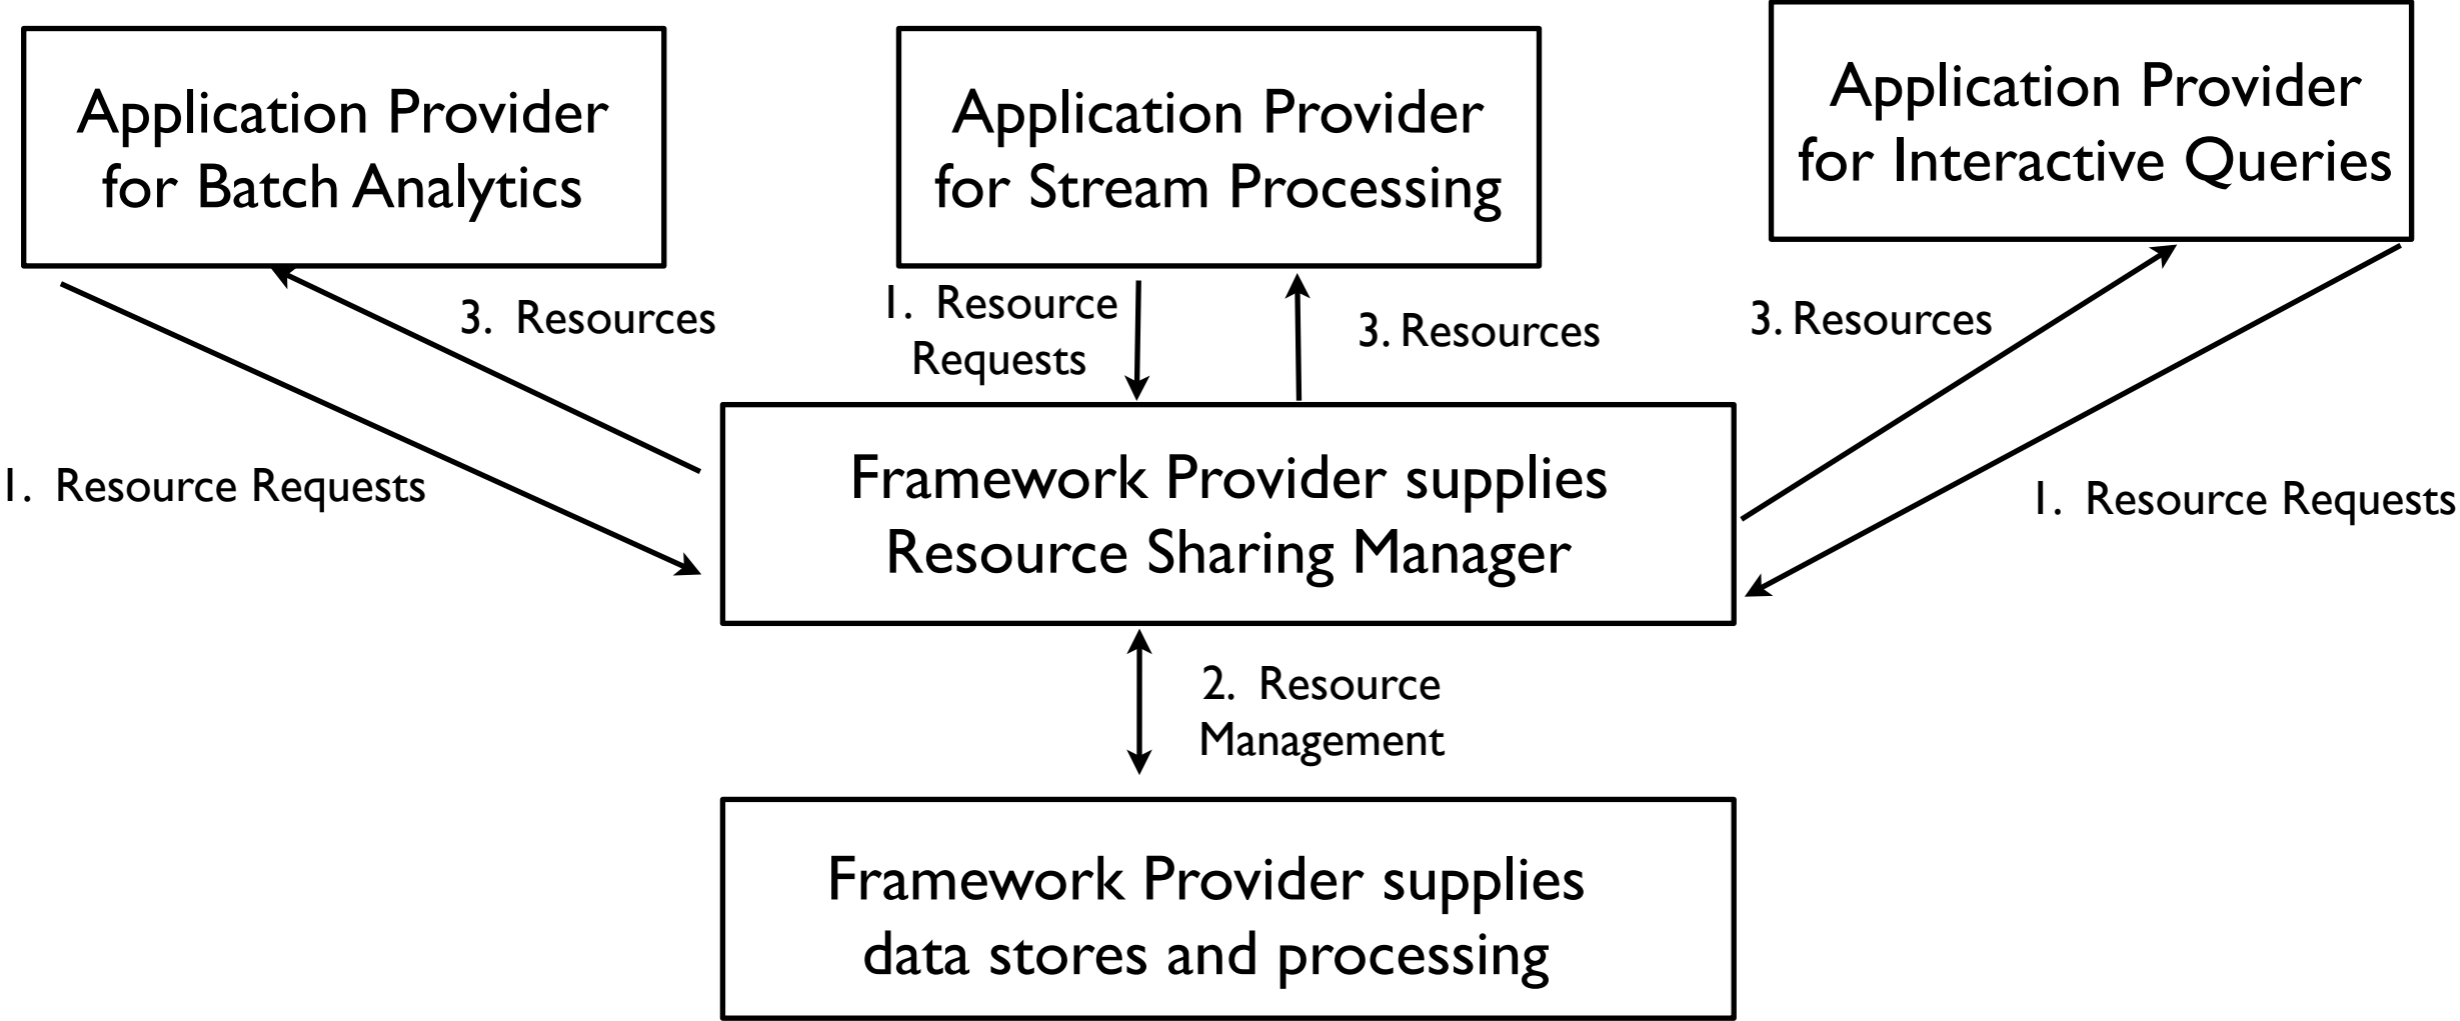 Application Provider
for Batch Analytics
Application Provider
for Stream Processing
Application Provider
for Interactive Queries
3. Resources
1. Resource
Requests
3. Resources
3. Resources
1. Resource Requests
1. Resource Requests
Framework Provider supplies
Resource Sharing Manager
2. Resource
Management
Framework Provider supplies
data stores and processing